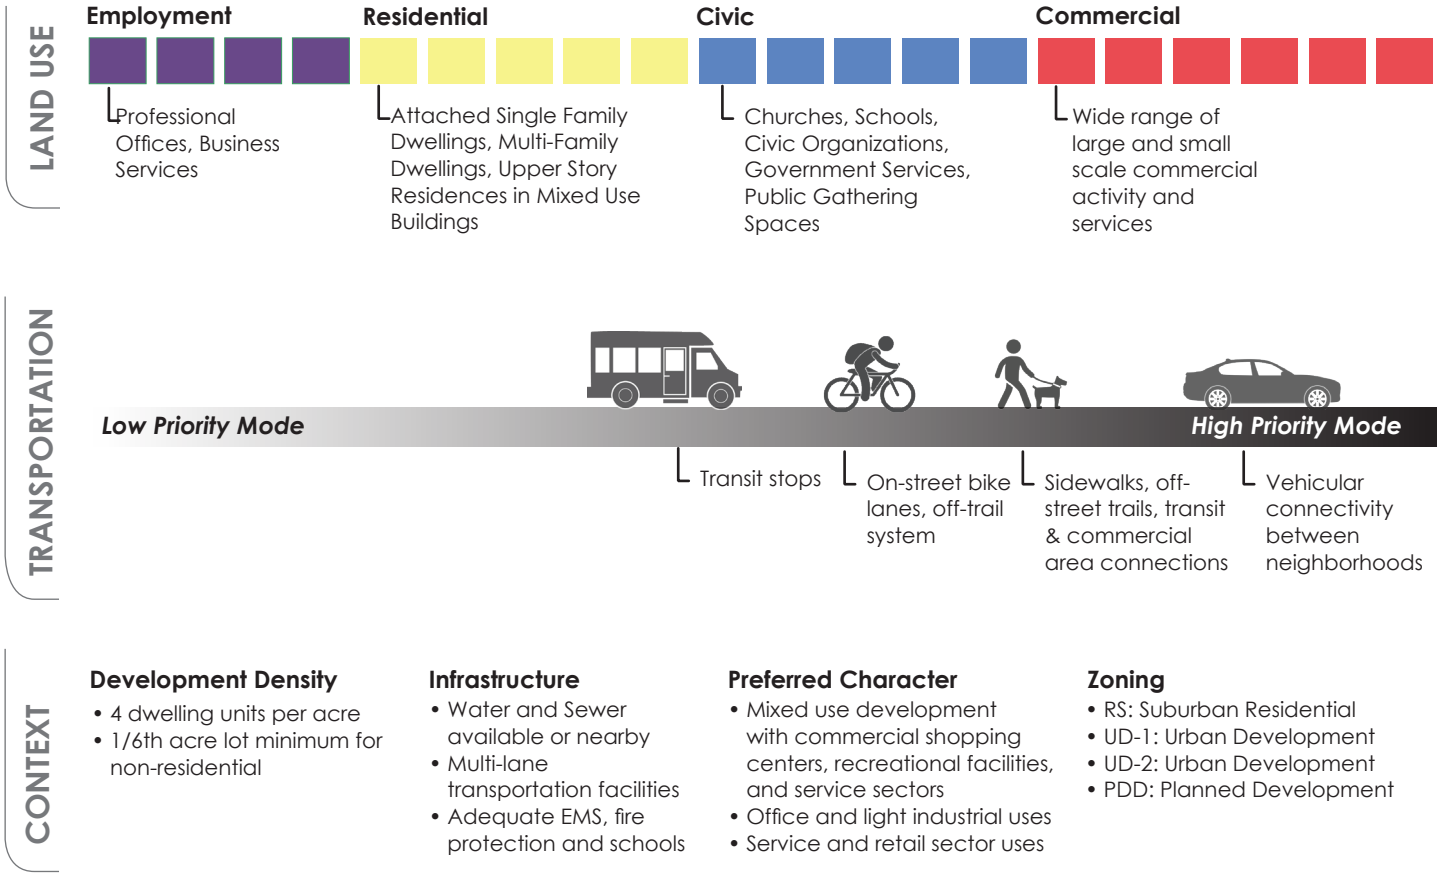 LAND USE
Employment
Professional
Offices, Business
Services
Residential
Attached Single Family
Dwellings, Multi-Family
Dwellings, Upper Story
Residences in Mixed Use
Buildings
Civic
Churches, Schools,
Civic Organizations,
Government Services,
Public Gathering
Spaces
Commercial
Wide range of
large and small
scale commercial
activity and
services
TRANSPORTATION
Low Priority Mode
High Priority Mode
Transit stops
On-street bike
lanes, off-trail
system
Sidewalks, off-
street trails, transit
& commercial
area connections
Vehicular
connectivity
between
neighborhoods
CONTEXT
Development Density
• 4 dwelling units per acre
• 1/6th acre lot minimum for
non-residential
Infrastructure
• Water and Sewer
available or nearby
• Multi-lane
transportation facilities
• Adequate EMS, fire
protection and schools
Preferred Character
• Mixed use development
with commercial shopping
centers, recreational facilities,
and service sectors
• Office and light industrial uses
• Service and retail sector uses
Zoning
• RS: Suburban Residential
• UD-1: Urban Development
• UD-2: Urban Development
• PDD: Planned Development